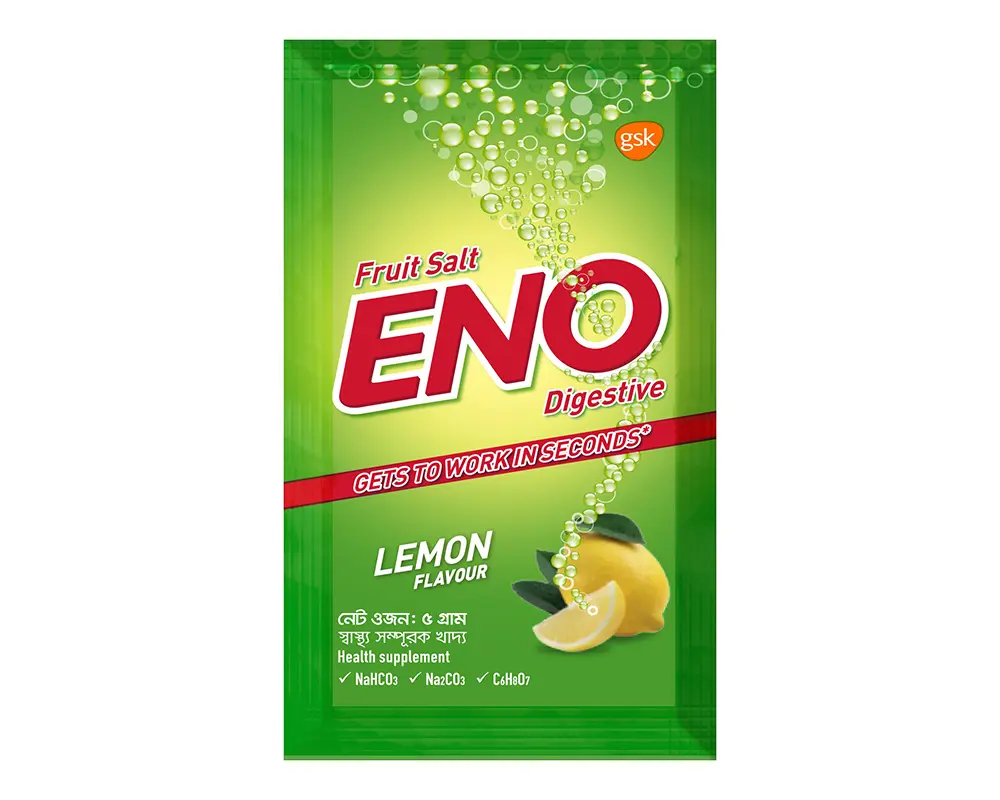 gsk
Fruit Salt
ENO
Digestive
GETS TO WORK IN SECONDS*
LEMON
FLAVOUR
নেট ওজন: ৫ গ্রাম
স্বাস্থ্য সম্পূরক খাদ্য
Health supplement
✓ NaHCO₃ ✓ Na₂CO₃ ✓ C₆H₈O₇